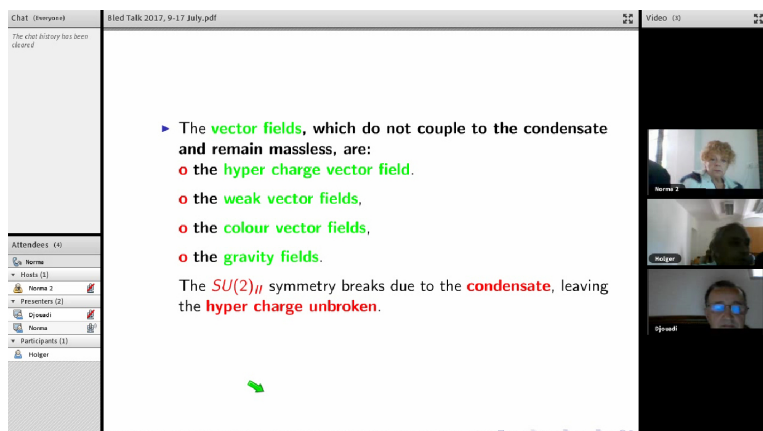 Chat (Everyone)
The chat history has been
cleared
Attendees (4)
Norma
Hosts (1)
Norma 2
Presenters (2)
Djouadi
Norma
Participants (1)
Holger
Bled Talk 2017, 9-17 July.pdf
The vector fields, which do not couple to the condensate
and remain massless, are:
o the hyper charge vector field.
o the weak vector fields,
o the colour vector fields,
o the gravity fields.
The SU(2)II symmetry breaks due to the condensate, leaving
the hyper charge unbroken.
Video (3)
Norma 2
Holger
Djouadi